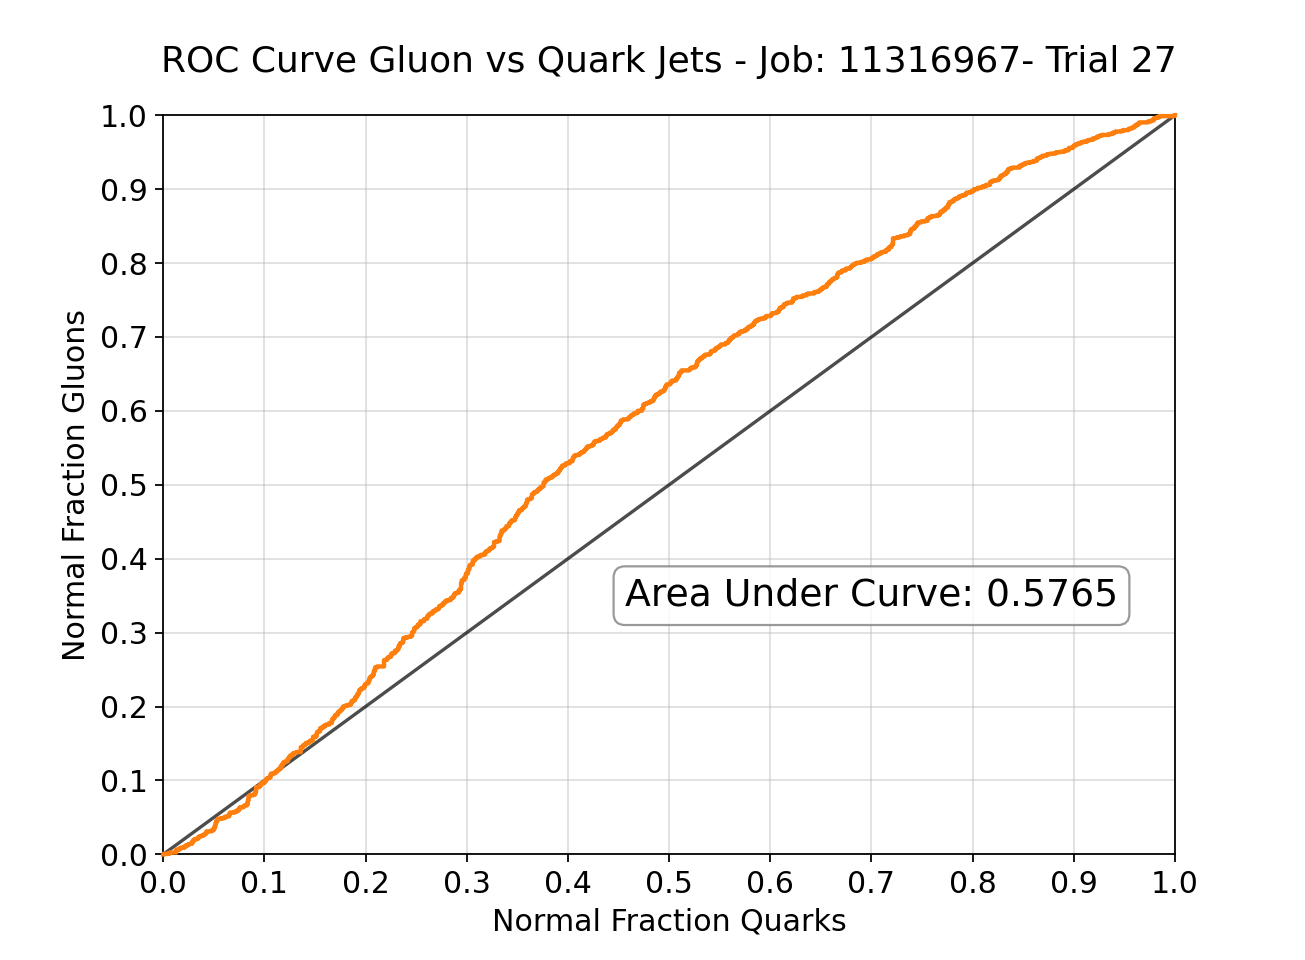 ROC Curve Gluon vs Quark Jets - Job: 11316967- Trial 27
1.0
0.9
0.8
0.7
0.6
0.5
0.4
0.3
0.2
0.1
0.0
Normal Fraction Gluons
Area Under Curve: 0.5765
0.0 0.1 0.2 0.3 0.4 0.5 0.6 0.7 0.8 0.9 1.0
Normal Fraction Quarks